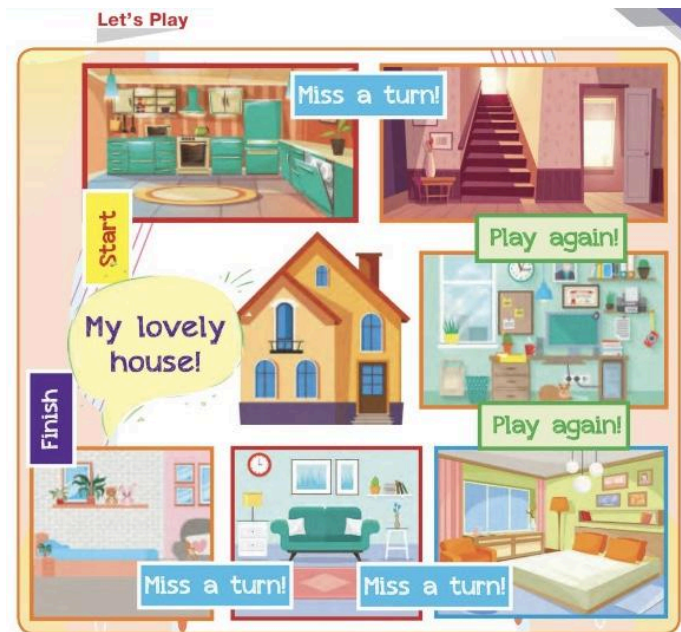 Let's Play
Miss a turn!
Start
Play again!
My lovely
house!
Finish
Play again!
Miss a turn!
Miss a turn!